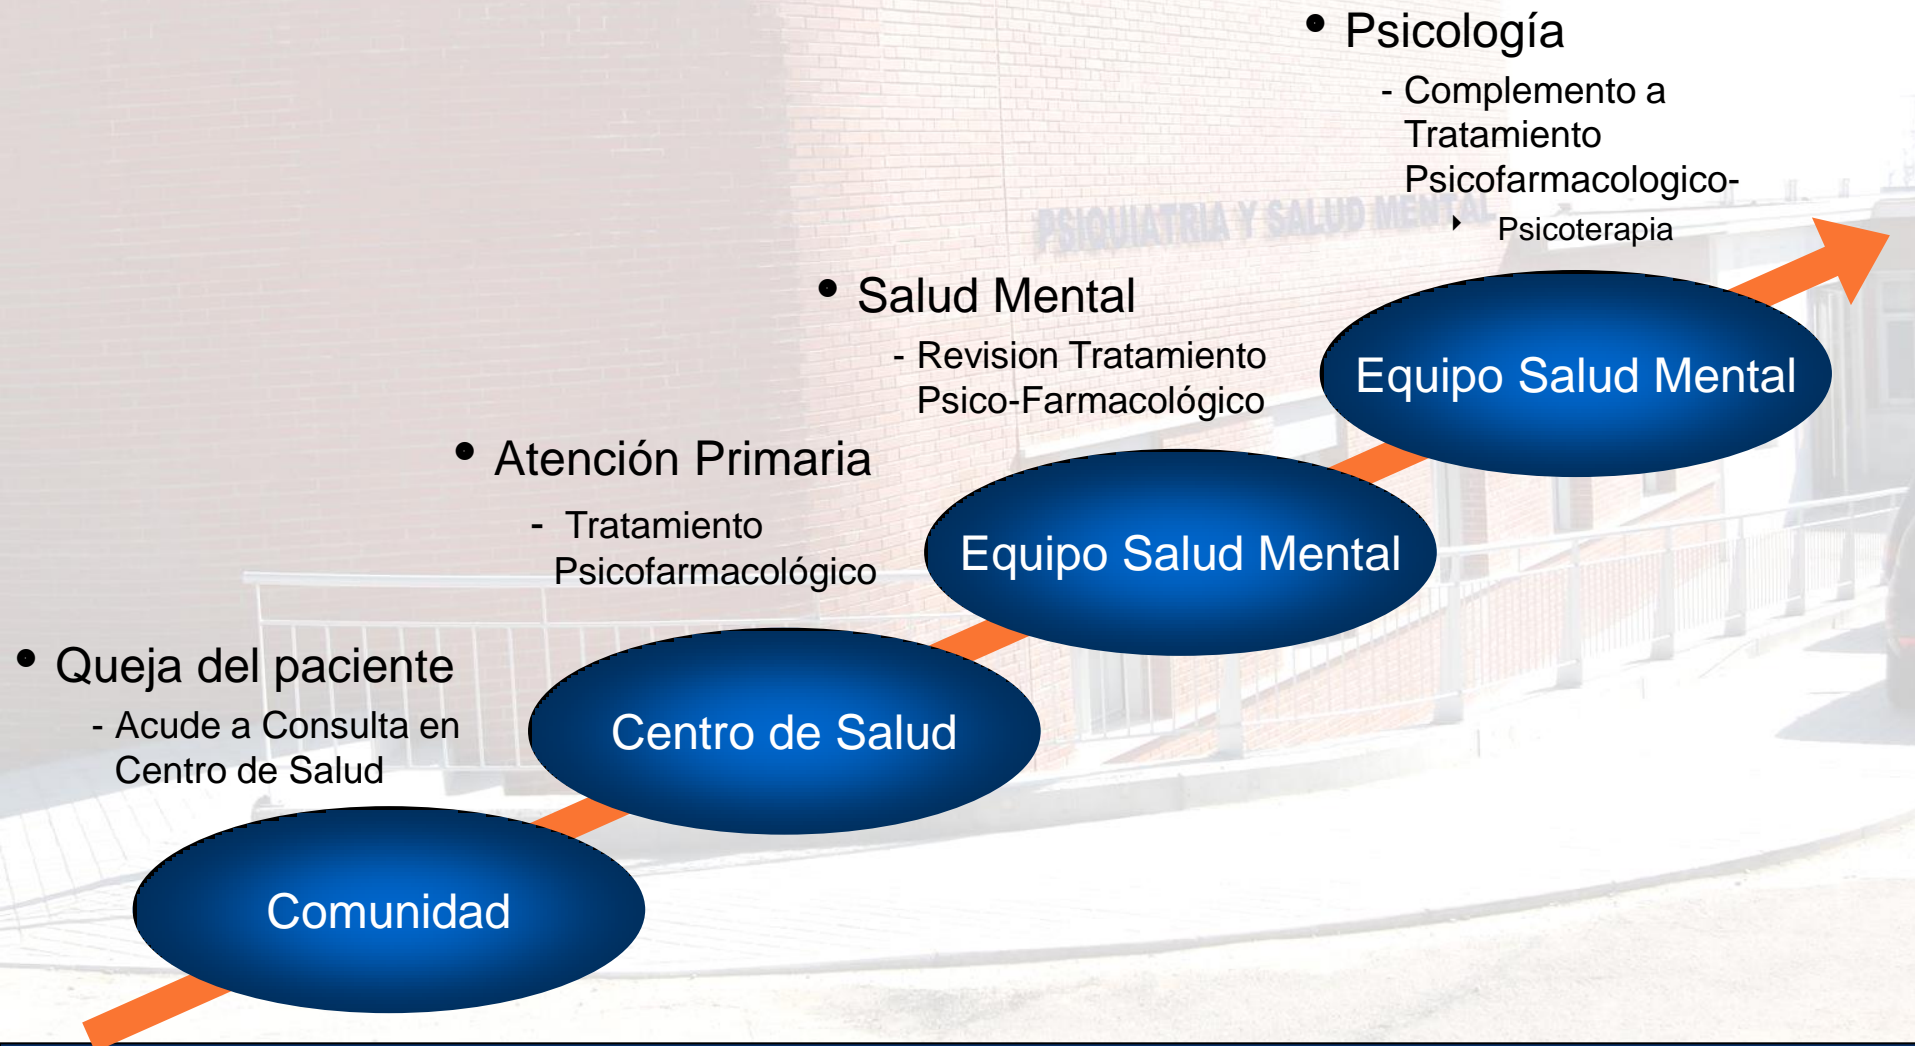 • Psicología
- Complemento a
Tratamiento
Psicofarmacologico-
‣ Psicoterapia
PSIQUIATRIA Y SALUD MENTAL
• Salud Mental
- Revision Tratamiento
Psico-Farmacológico
Equipo Salud Mental
• Atención Primaria
- Tratamiento
Psicofarmacológico
Equipo Salud Mental
• Queja del paciente
- Acude a Consulta en
Centro de Salud
Centro de Salud
Comunidad